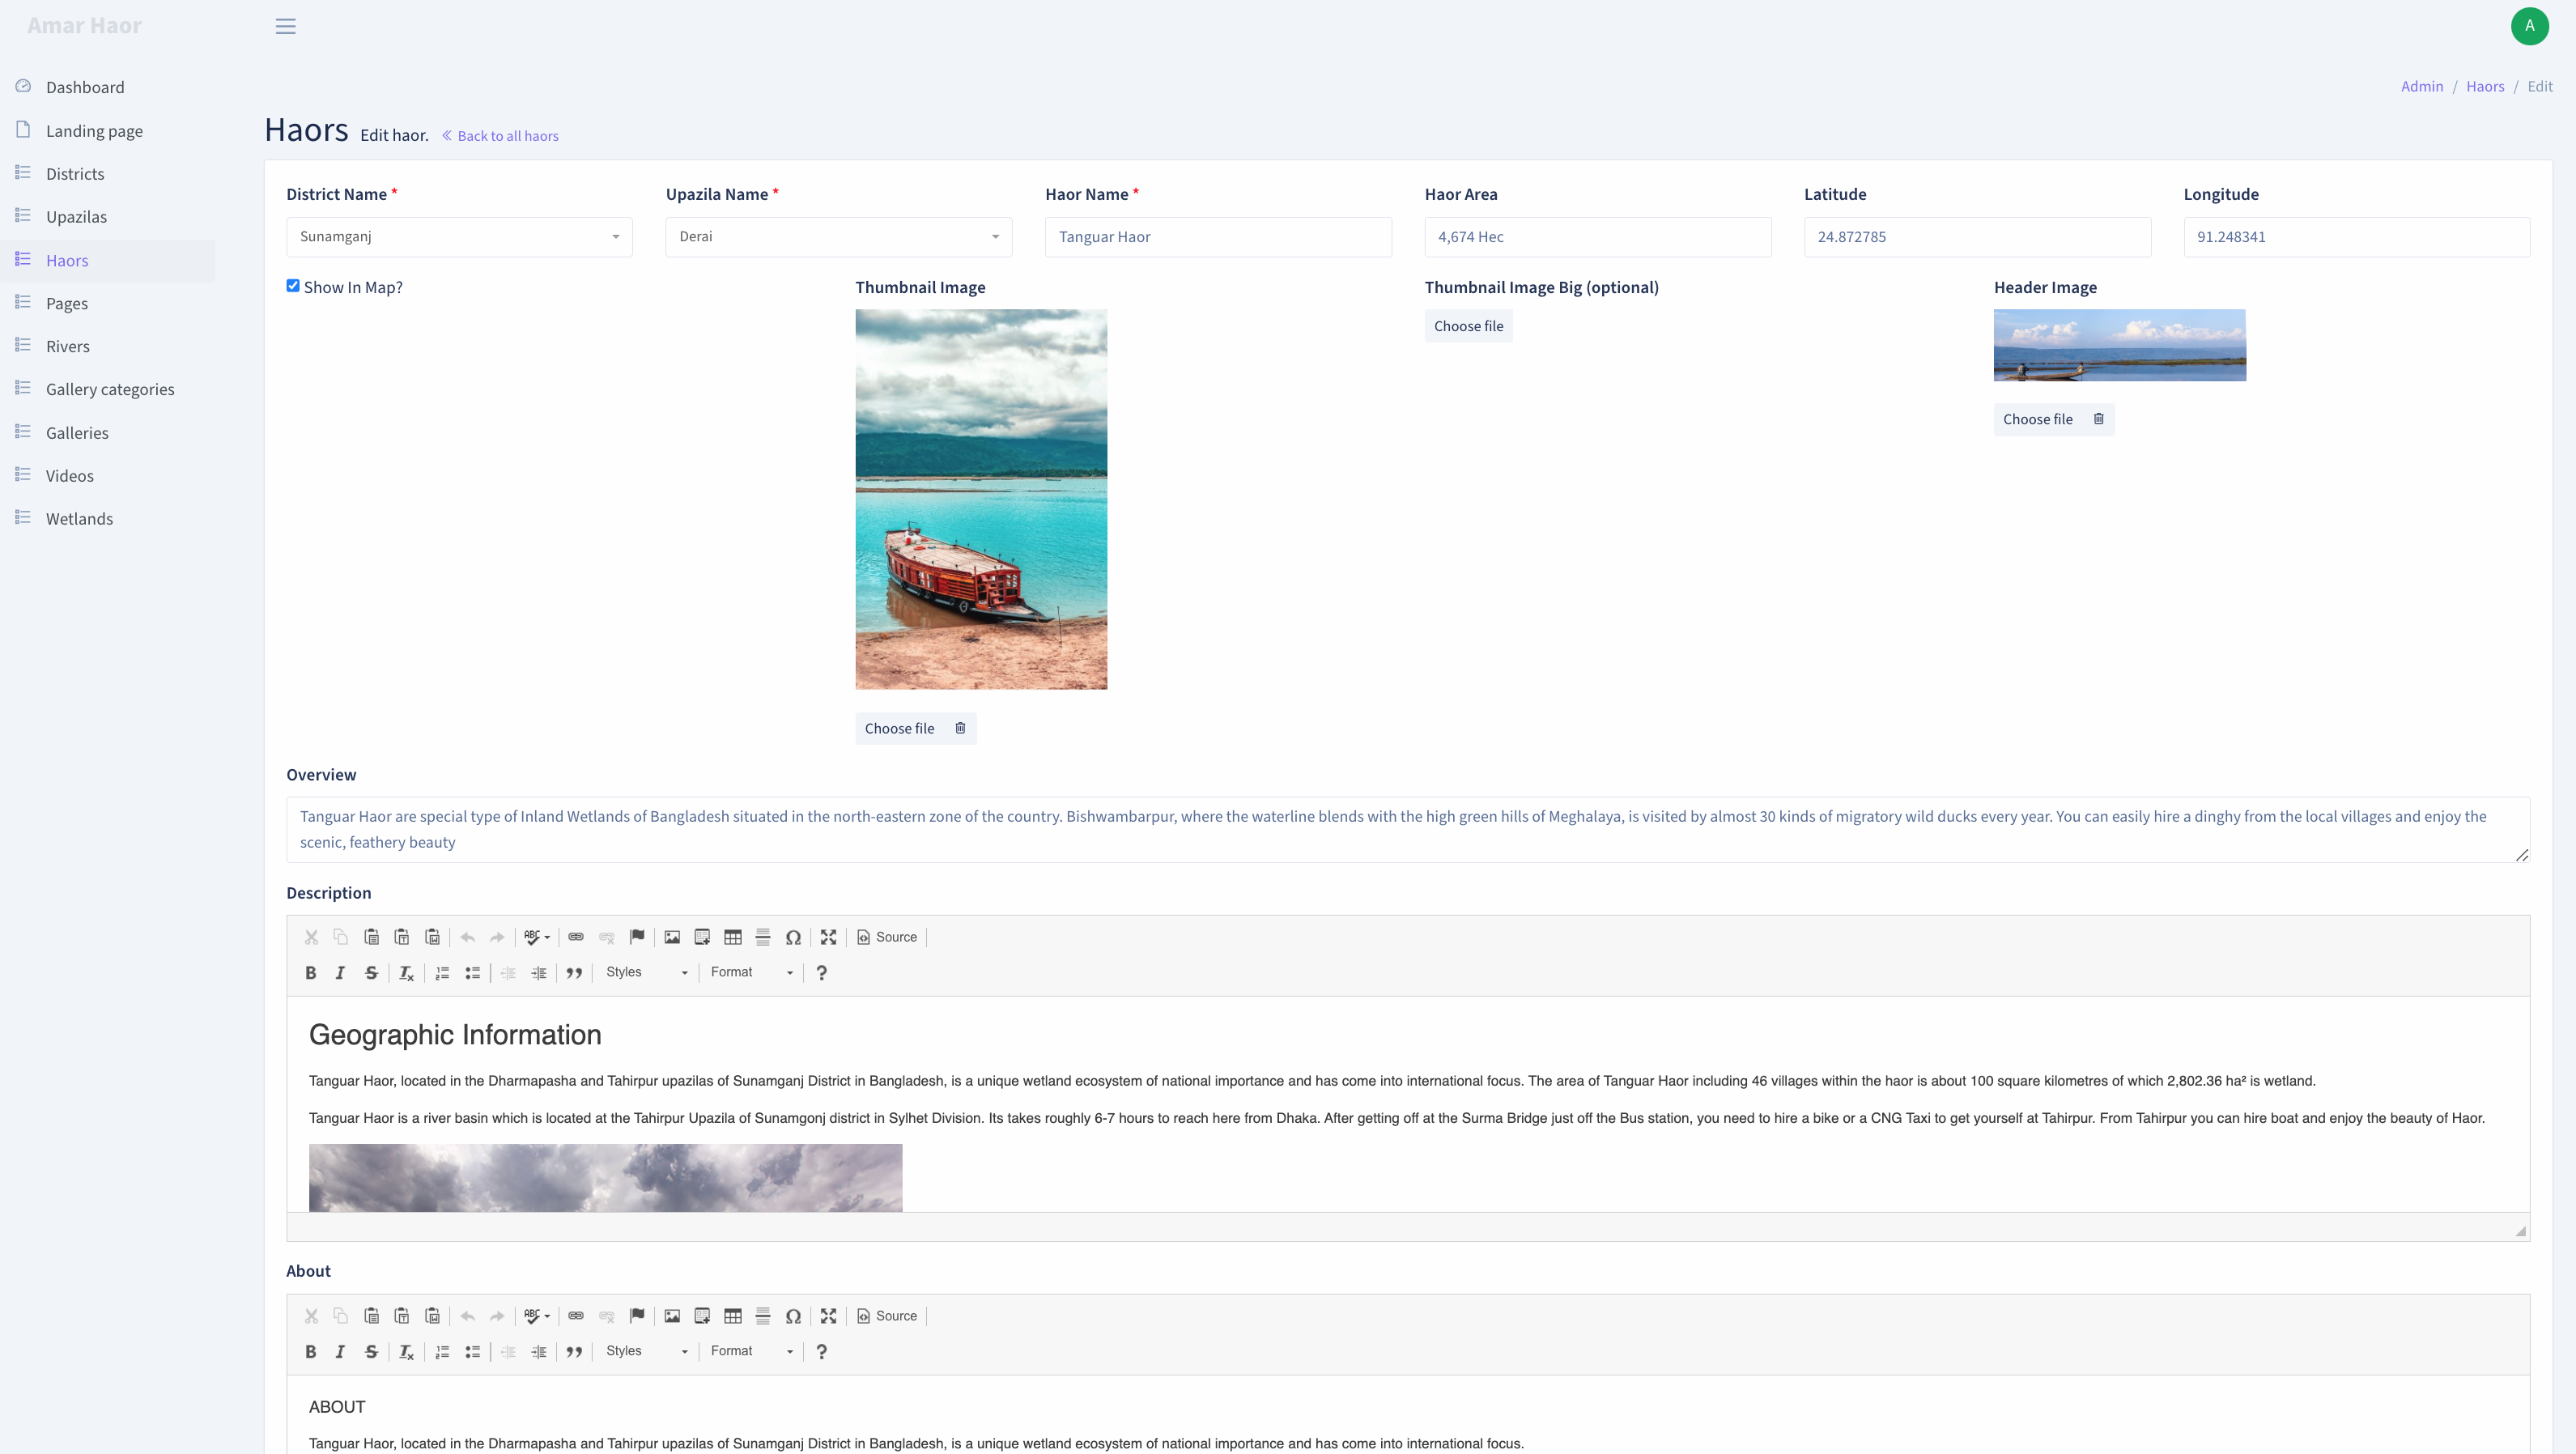 Amar Haor
A
Dashboard
Landing page
Districts
Upazilas
Haors
Pages
Rivers
Gallery categories
Galleries
Videos
Wetlands
Admin / Haors / Edit
Haors Edit haor. « Back to all haors
District Name * Upazila Name * Haor Name * Haor Area Latitude Longitude
Sunamganj Derai Tanguar Haor 4,674 Hec 24.872785 91.248341
Show In Map? Thumbnail Image Thumbnail Image Big (optional) Header Image
Choose file
Choose file
Choose file
Overview
Tanguar Haor are special type of Inland Wetlands of Bangladesh situated in the north-eastern zone of the country. Bishwambarpur, where the waterline blends with the high green hills of Meghalaya, is visited by almost 30 kinds of migratory wild ducks every year. You can easily hire a dinghy from the local villages and enjoy the
scenic, feathery beauty
Description
ABC Ω Source
B I S Tx Styles Format ?
Geographic Information
Tanguar Haor, located in the Dharmapasha and Tahirpur upazilas of Sunamganj District in Bangladesh, is a unique wetland ecosystem of national importance and has come into international focus. The area of Tanguar Haor including 46 villages within the haor is about 100 square kilometres of which 2,802.36 ha² is wetland.
Tanguar Haor is a river basin which is located at the Tahirpur Upazila of Sunamgonj district in Sylhet Division. Its takes roughly 6-7 hours to reach here from Dhaka. After getting off at the Surma Bridge just off the Bus station, you need to hire a bike or a CNG Taxi to get yourself at Tahirpur. From Tahirpur you can hire boat and enjoy the beauty of Haor.
About
ABC Ω Source
B I S Tx Styles Format ?
ABOUT
Tanguar Haor, located in the Dharmapasha and Tahirpur upazilas of Sunamganj District in Bangladesh, is a unique wetland ecosystem of national importance and has come into international focus.